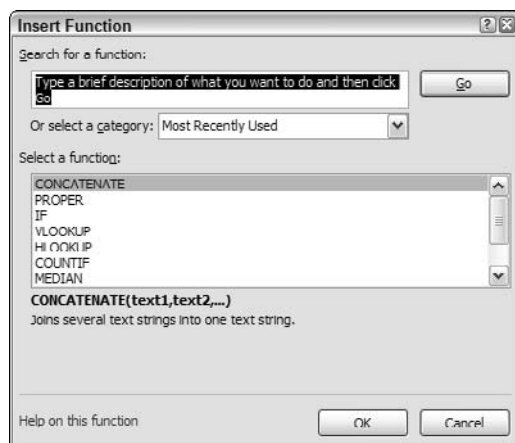 Insert Function
Search for a function:
Type a brief description of what you want to do and then click
Go
Go
Or select a category: Most Recently Used
Select a function:
CONCATENATE
PROPER
IF
VLOOKUP
HLOOKUP
COUNTIF
MEDIAN
CONCATENATE(text1,text2,...)
Joins several text strings into one text string.
Help on this function
OK
Cancel